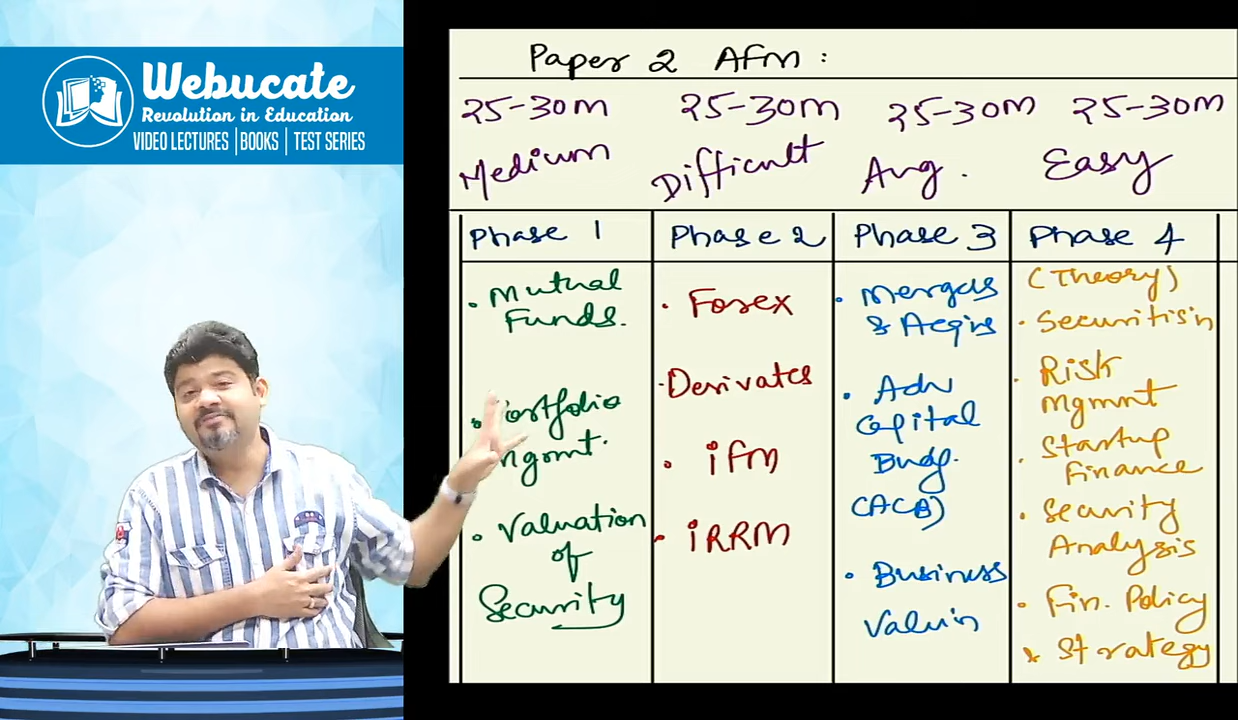 Webucate
Revolution in Education
VIDEO LECTURES | BOOKS | TEST SERIES
Paper 2 AFM :
25-30M 25-30M 25-30M 25-30M
Medium Difficult Avg. Easy
Phase 1 Phase 2 Phase 3 Phase 4
• Mutual
Funds.
• Portfolio
mgmt.
• Valuation
of
Security
• Forex
• Derivates
• iFM
• iRRM
• Mergers
& Aeqins
• Adv
Capital
Budg.
(ACB)
• Business
Valu'n
(Theory)
• Securitis'n
• Risk
Mgmnt
• Startup
Finance
• Security
Analysis
• Fin. Policy
& Strategy